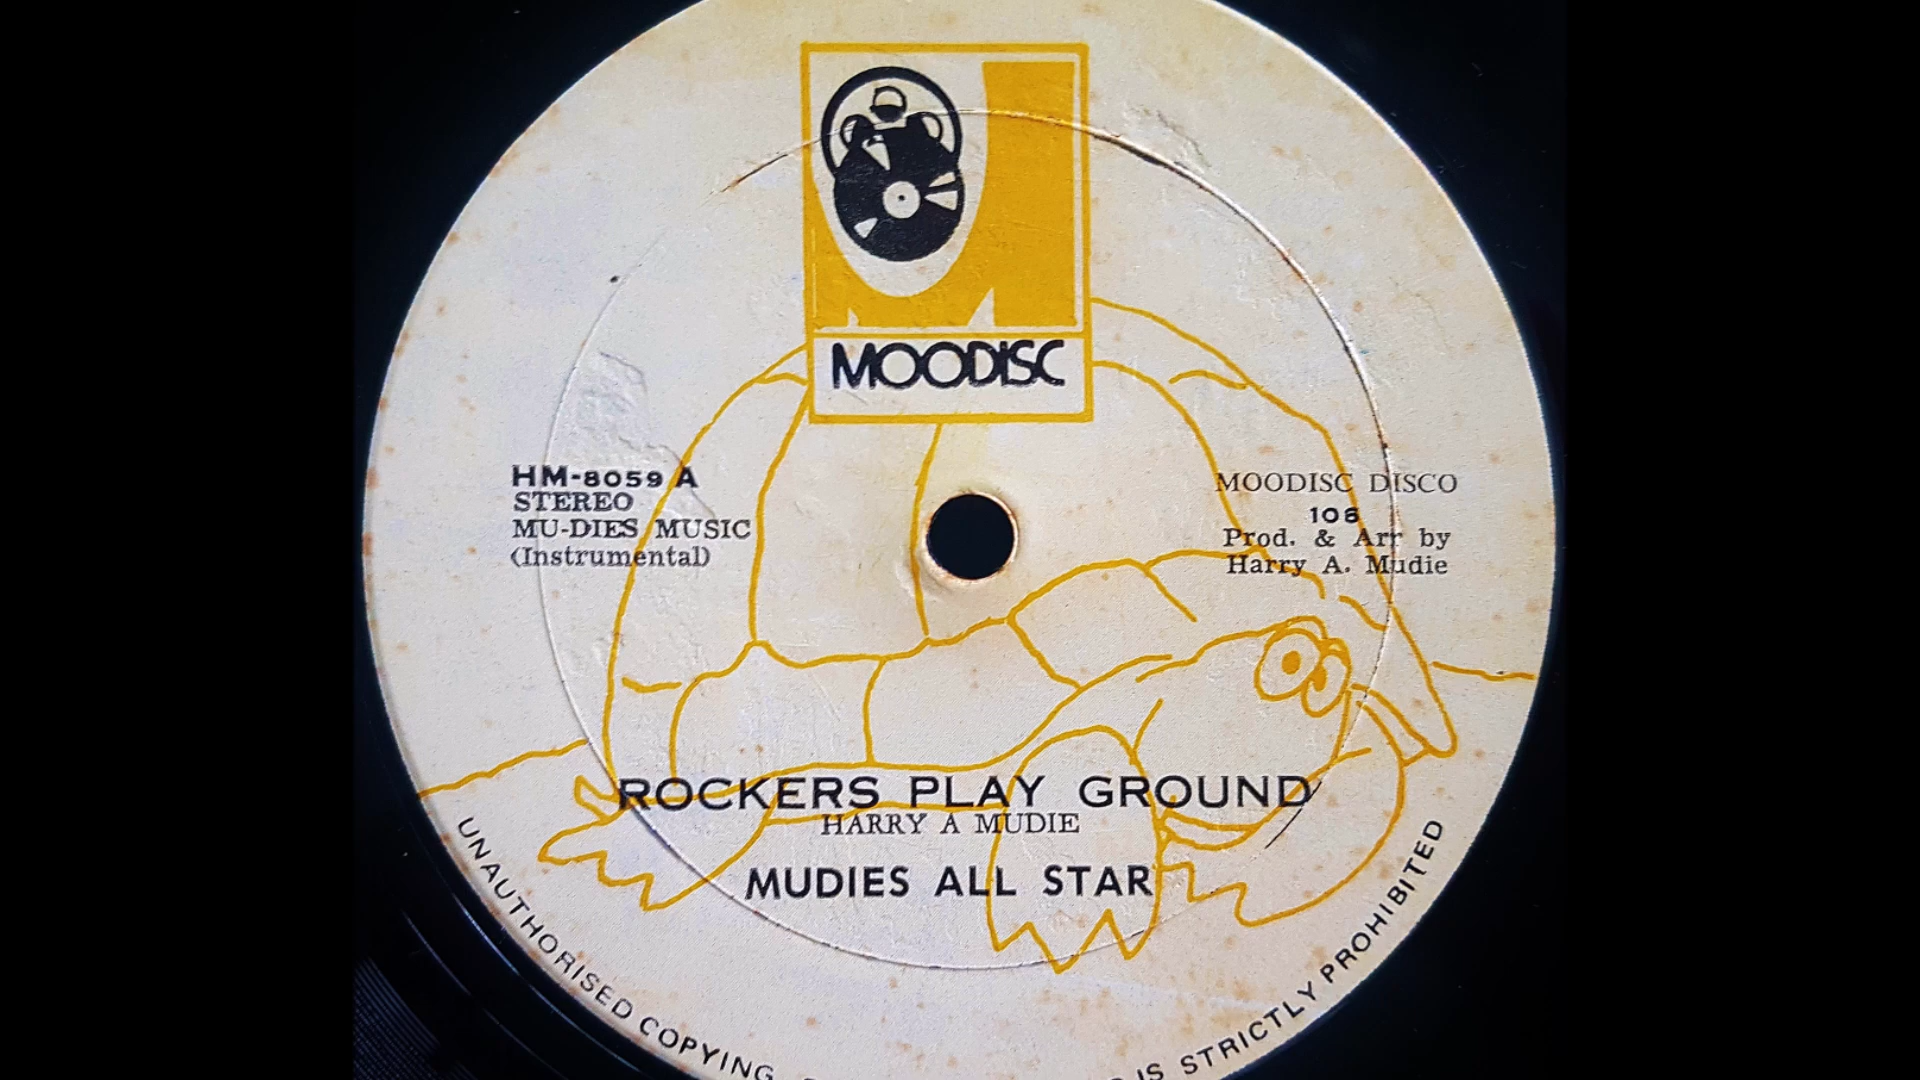 MOODISC
HM-8059 A
STEREO
MU-DIES MUSIC
(Instrumental)
MOODISC DISCO
106
Prod. & Arr by
Harry A. Mudie
ROCKERS PLAY GROUND
HARRY A MUDIE
MUDIES ALL STAR
UNAUTHORISED COPYING
IS STRICTLY PROHIBITED